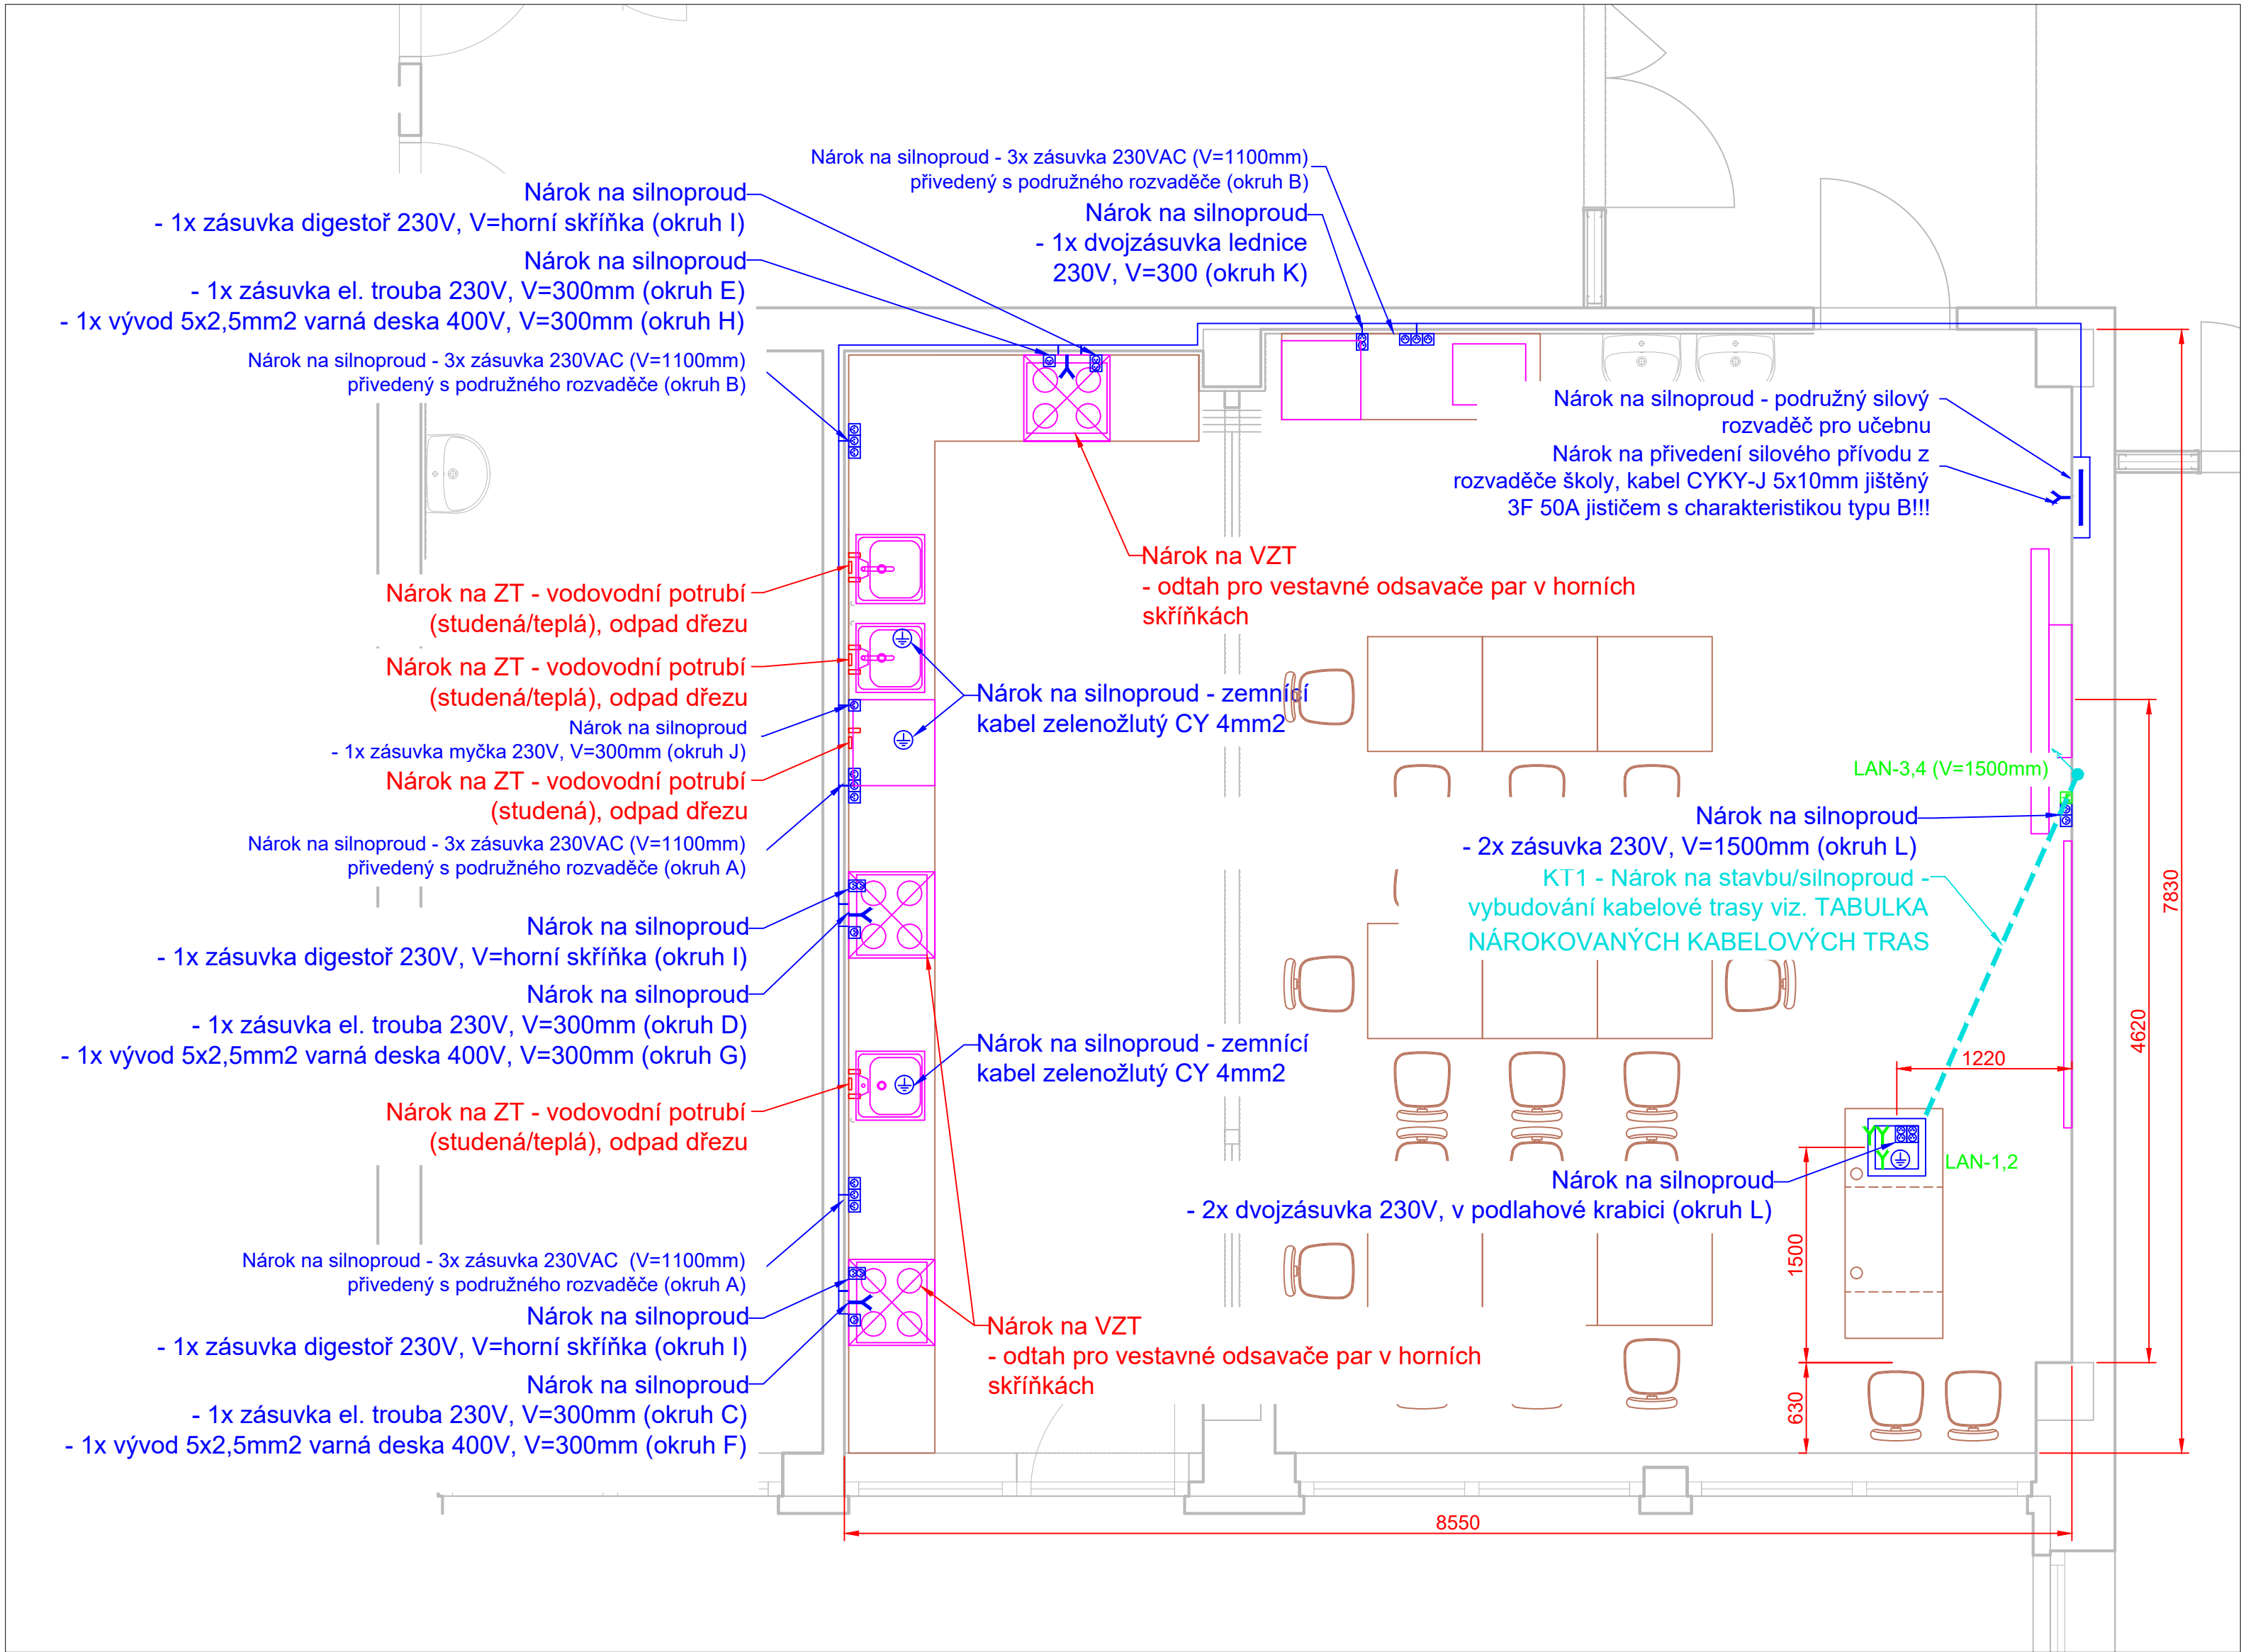 Nárok na silnoproud - 3x zásuvka 230VAC (V=1100mm)
přivedený s podružného rozvaděče (okruh B)
Nárok na silnoproud
- 1x zásuvka digestoř 230V, V=horní skříňka (okruh I)
Nárok na silnoproud
- 1x dvojzásuvka lednice
230V, V=300 (okruh K)
Nárok na silnoproud
- 1x zásuvka el. trouba 230V, V=300mm (okruh E)
- 1x vývod 5x2,5mm2 varná deska 400V, V=300mm (okruh H)
Nárok na silnoproud - 3x zásuvka 230VAC (V=1100mm)
přivedený s podružného rozvaděče (okruh B)
Nárok na silnoproud - podružný silový
rozvaděč pro učebnu
Nárok na přivedení silového přívodu z
rozvaděče školy, kabel CYKY-J 5x10mm jištěný
3F 50A jističem s charakteristikou typu B!!!
Nárok na VZT
- odtah pro vestavné odsavače par v horních
skříňkách
Nárok na ZT - vodovodní potrubí
(studená/teplá), odpad dřezu
Nárok na ZT - vodovodní potrubí
(studená/teplá), odpad dřezu
Nárok na silnoproud - zemnící
kabel zelenožlutý CY 4mm2
Nárok na silnoproud
- 1x zásuvka myčka 230V, V=300mm (okruh J)
Nárok na ZT - vodovodní potrubí
(studená), odpad dřezu
LAN-3,4 (V=1500mm)
Nárok na silnoproud
- 2x zásuvka 230V, V=1500mm (okruh L)
Nárok na silnoproud - 3x zásuvka 230VAC (V=1100mm)
přivedený s podružného rozvaděče (okruh A)
KT1 - Nárok na stavbu/silnoproud -
vybudování kabelové trasy viz. TABULKA
NÁROKOVANÝCH KABELOVÝCH TRAS
7830
Nárok na silnoproud
- 1x zásuvka digestoř 230V, V=horní skříňka (okruh I)
Nárok na silnoproud
- 1x zásuvka el. trouba 230V, V=300mm (okruh D)
- 1x vývod 5x2,5mm2 varná deska 400V, V=300mm (okruh G)
4620
1220
Nárok na silnoproud - zemnící
kabel zelenožlutý CY 4mm2
Nárok na ZT - vodovodní potrubí
(studená/teplá), odpad dřezu
YY
Y
LAN-1,2
Nárok na silnoproud
- 2x dvojzásuvka 230V, v podlahové krabici (okruh L)
1500
Nárok na silnoproud - 3x zásuvka 230VAC (V=1100mm)
přivedený s podružného rozvaděče (okruh A)
Nárok na silnoproud
- 1x zásuvka digestoř 230V, V=horní skříňka (okruh I)
Nárok na VZT
- odtah pro vestavné odsavače par v horních
skříňkách
Nárok na silnoproud
- 1x zásuvka el. trouba 230V, V=300mm (okruh C)
- 1x vývod 5x2,5mm2 varná deska 400V, V=300mm (okruh F)
630
8550